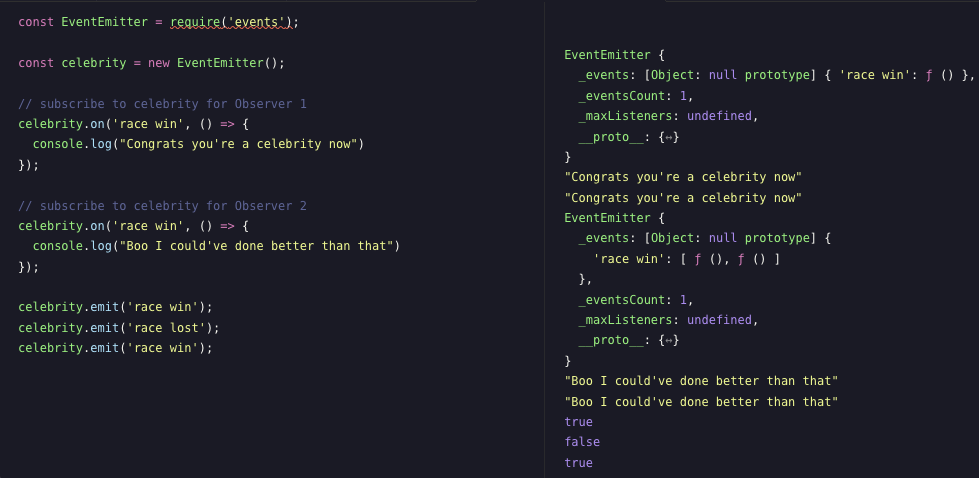 const EventEmitter = require('events');
const celebrity = new EventEmitter();
// subscribe to celebrity for Observer 1
celebrity.on('race win', () => {
  console.log("Congrats you're a celebrity now")
});
// subscribe to celebrity for Observer 2
celebrity.on('race win', () => {
  console.log("Boo I could've done better than that")
});
celebrity.emit('race win');
celebrity.emit('race lost');
celebrity.emit('race win');
EventEmitter {
  _events: [Object: null prototype] { 'race win': ƒ () },
  _eventsCount: 1,
  _maxListeners: undefined,
  __proto__: {↔}
}
"Congrats you're a celebrity now"
"Congrats you're a celebrity now"
EventEmitter {
  _events: [Object: null prototype] {
    'race win': [ ƒ (), ƒ () ]
  },
  _eventsCount: 1,
  _maxListeners: undefined,
  __proto__: {↔}
}
"Boo I could've done better than that"
"Boo I could've done better than that"
true
false
true